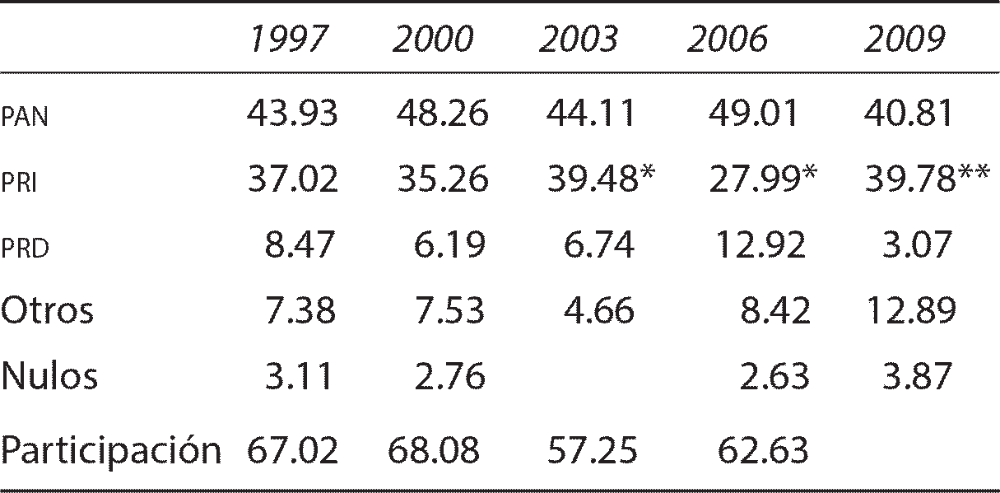 1997 2000 2003 2006 2009
PAN 43.93 48.26 44.11 49.01 40.81
PRI 37.02 35.26 39.48* 27.99* 39.78**
PRD 8.47 6.19 6.74 12.92 3.07
Otros 7.38 7.53 4.66 8.42 12.89
Nulos 3.11 2.76 2.63 3.87
Participación 67.02 68.08 57.25 62.63